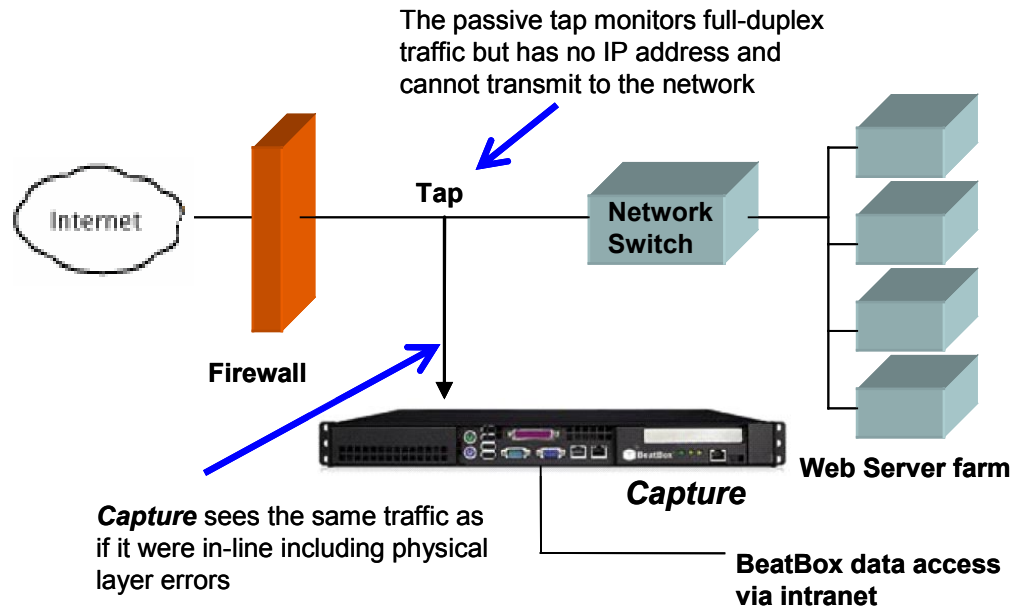 The passive tap monitors full-duplex
traffic but has no IP address and
cannot transmit to the network
Internet
Tap
Network
Switch
Firewall
BeatBox
Web Server farm
Capture
Capture sees the same traffic as
if it were in-line including physical
layer errors
BeatBox data access
via intranet